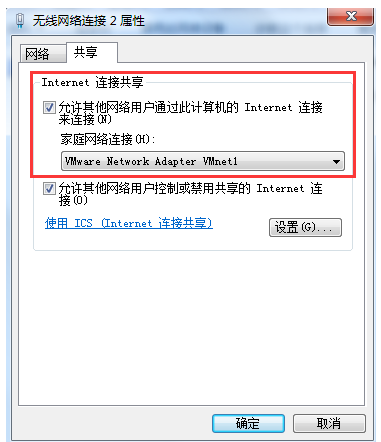 无线网络连接 2 属性
网络
共享
Internet 连接共享
允许其他网络用户通过此计算机的 Internet 连接
来连接(N)
家庭网络连接(H):
VMware Network Adapter VMnet1
允许其他网络用户控制或禁用共享的 Internet 连
接(O)
使用 ICS (Internet 连接共享)
设置(G)...
确定
取消